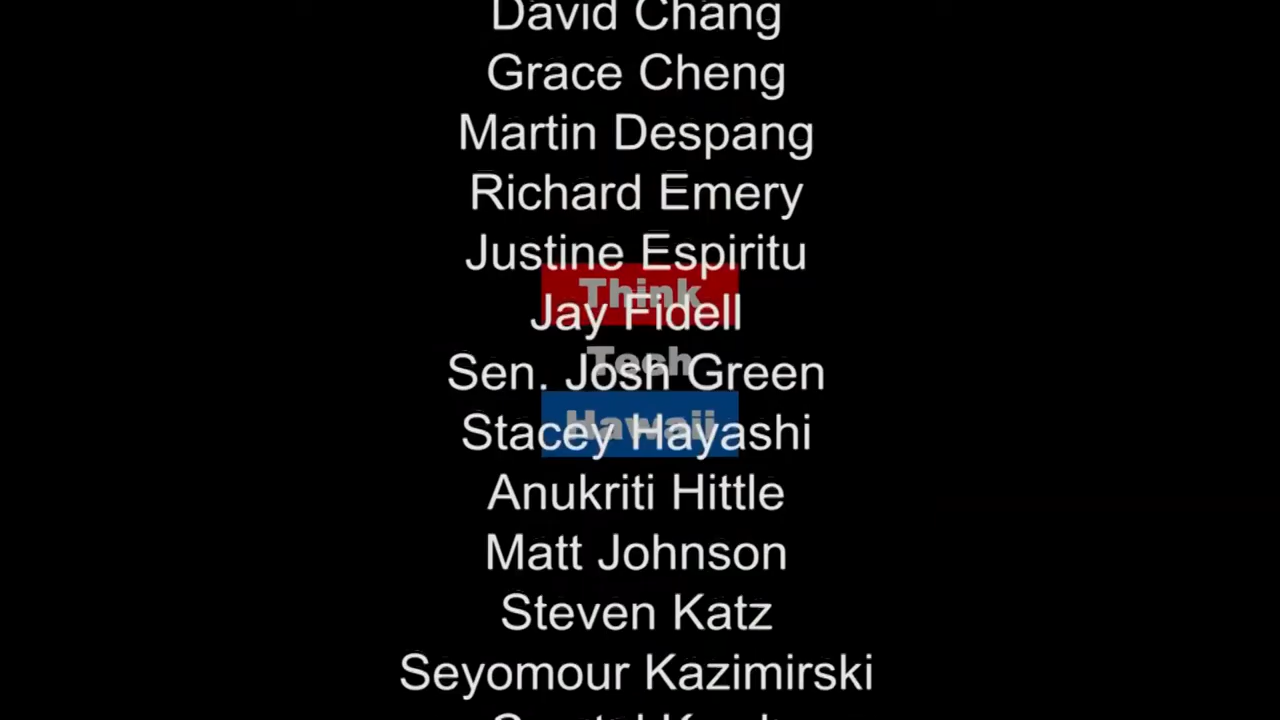 David Chang
Grace Cheng
Martin Despang
Richard Emery
Justine Espiritu
Think
Jay Fidell
Tech
Sen. Josh Green
Hawaii
Stacey Hayashi
Anukriti Hittle
Matt Johnson
Steven Katz
Seyomour Kazimirski